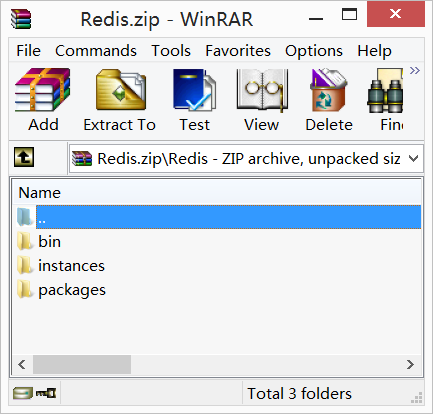 Redis.zip - WinRAR
File Commands Tools Favorites Options Help
Add Extract To Test View Delete Find
Redis.zip\Redis - ZIP archive, unpacked siz
Name
..
bin
instances
packages
Total 3 folders